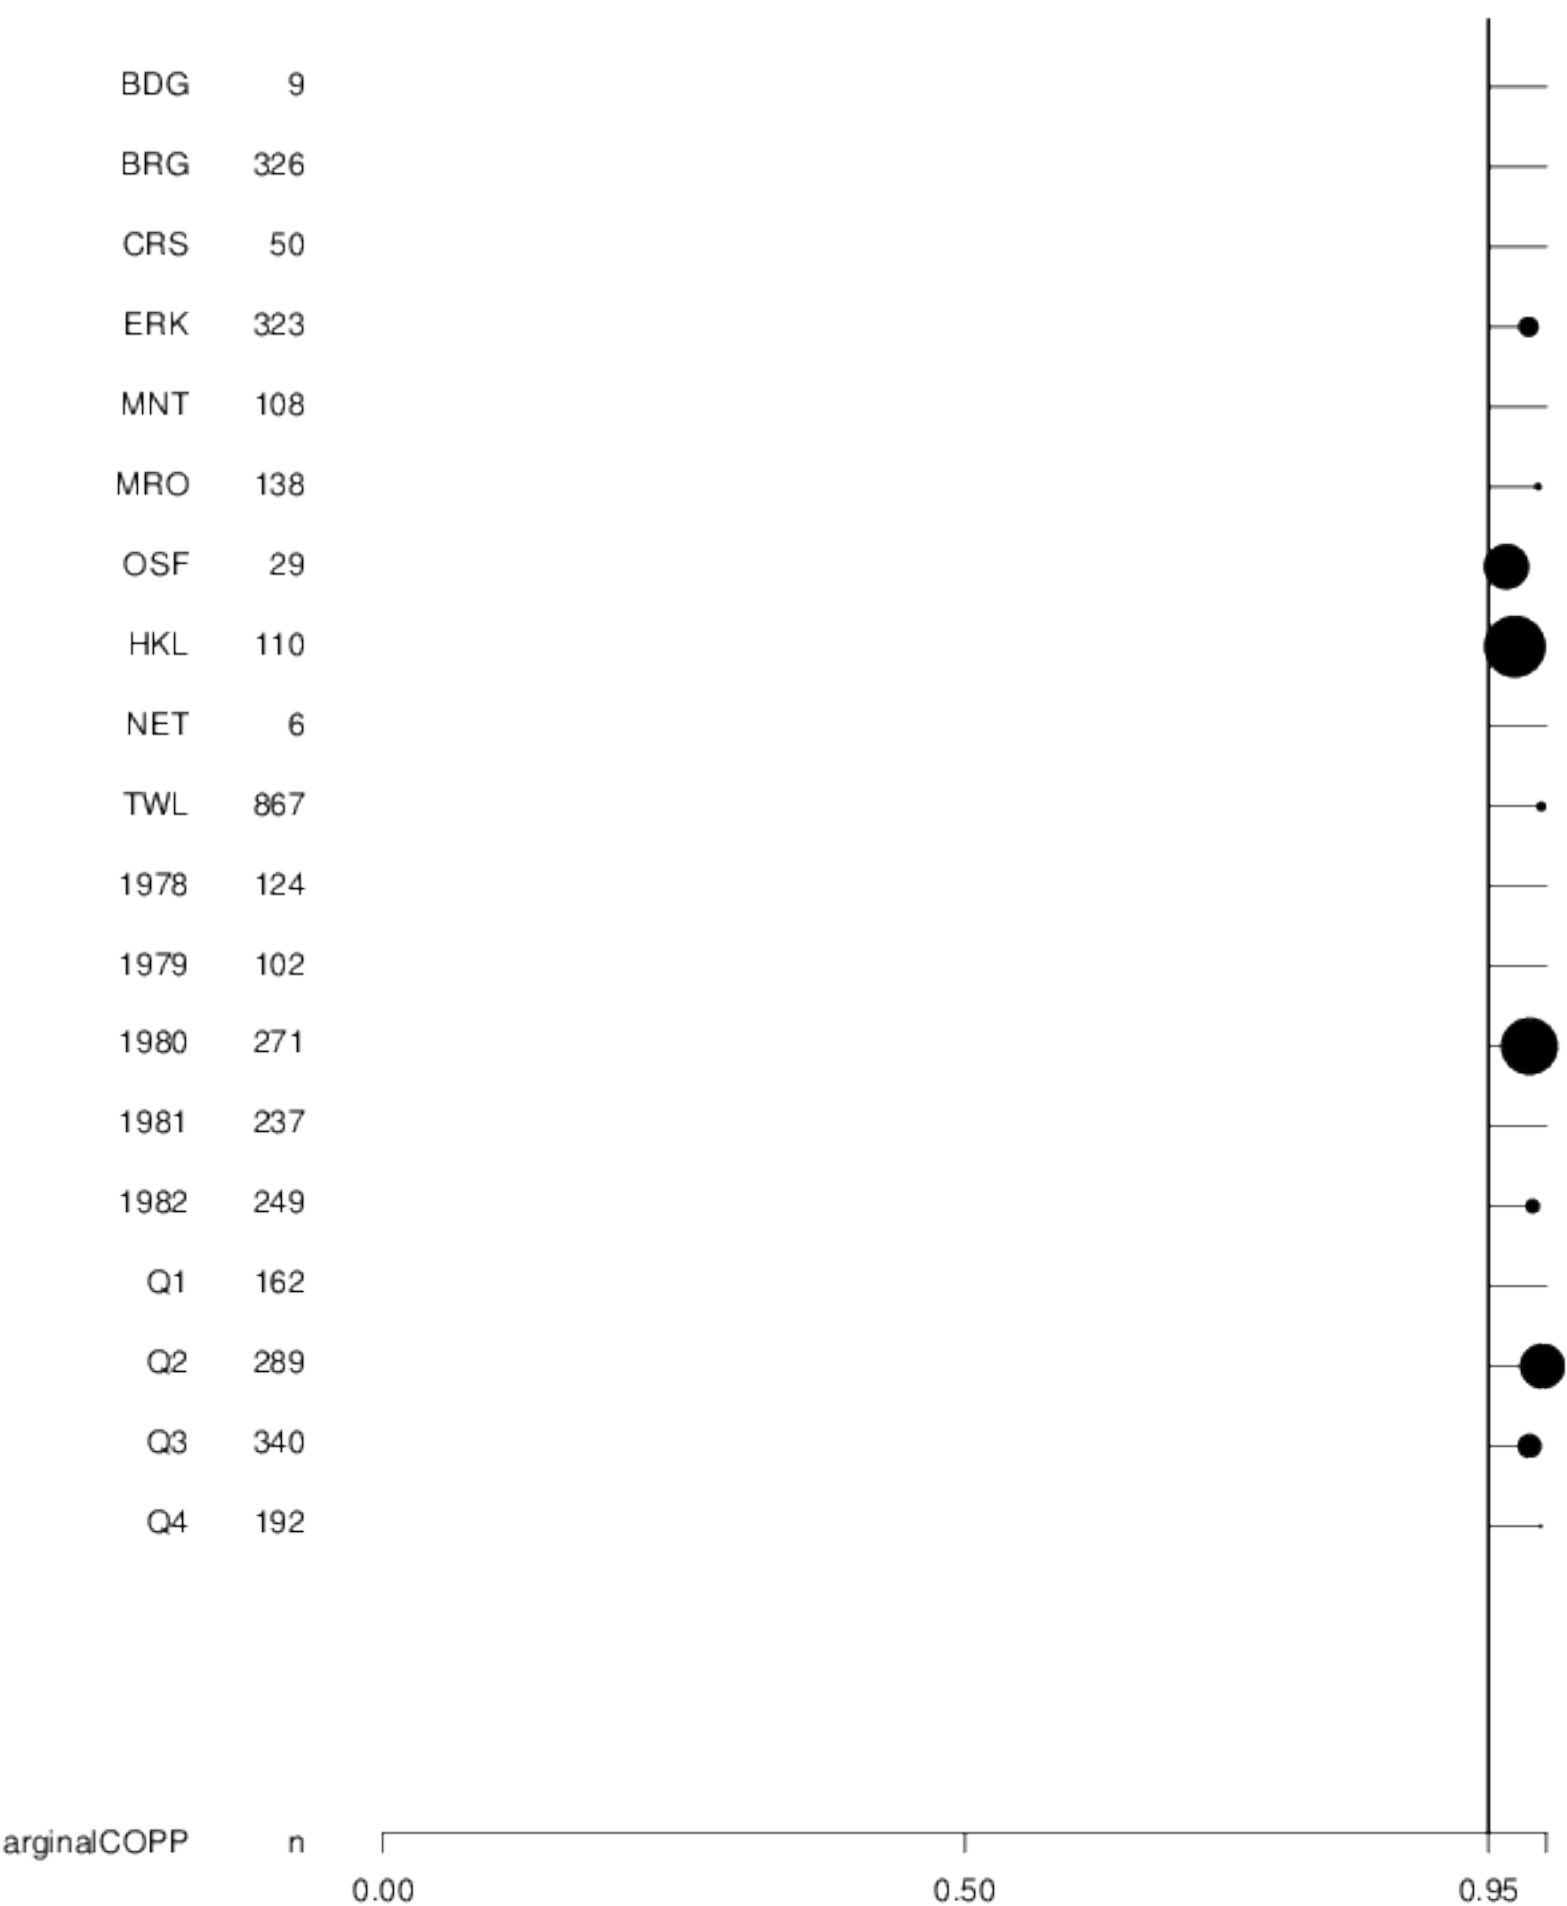 BDG 9
BRG 326
CRS 50
ERK 323
MNT 108
MRO 138
OSF 29
HKL 110
NET 6
TWL 867
1978 124
1979 102
1980 271
1981 237
1982 249
Q1 162
Q2 289
Q3 340
Q4 192
arginalCOPP n
0.00 0.50 0.95